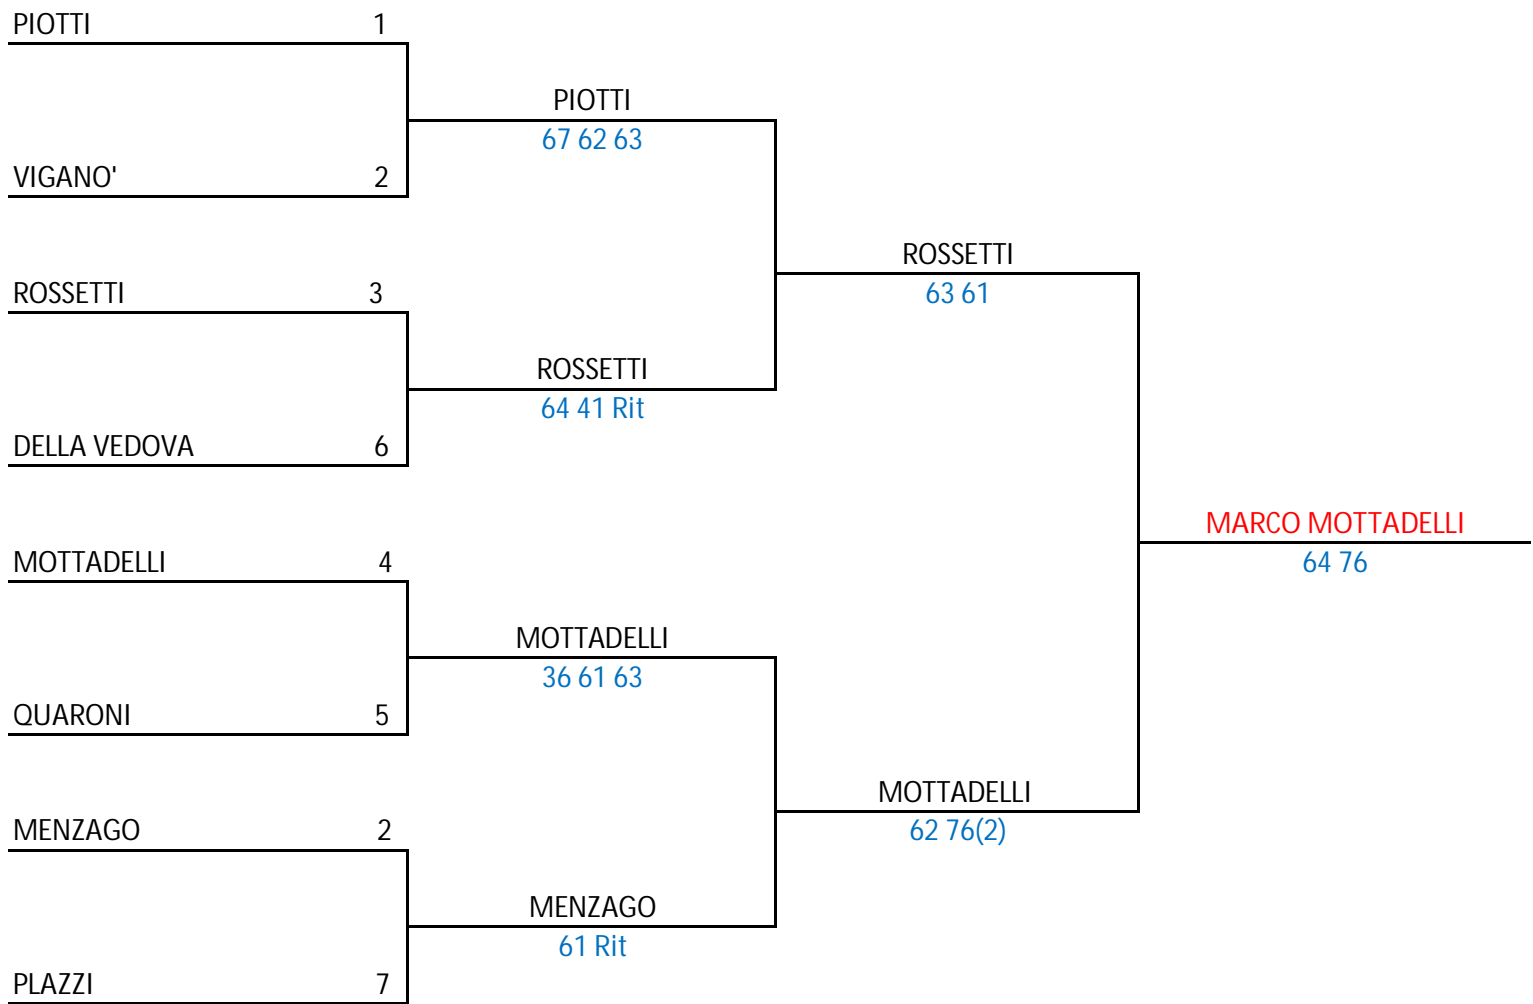 PIOTTI 1
PIOTTI
67 62 63
VIGANO' 2
ROSSETTI
63 61
ROSSETTI 3
ROSSETTI
64 41 Rit
DELLA VEDOVA 6
MARCO MOTTADELLI
64 76
MOTTADELLI 4
MOTTADELLI
36 61 63
QUARONI 5
MOTTADELLI
62 76(2)
MENZAGO 2
MENZAGO
61 Rit
PLAZZI 7